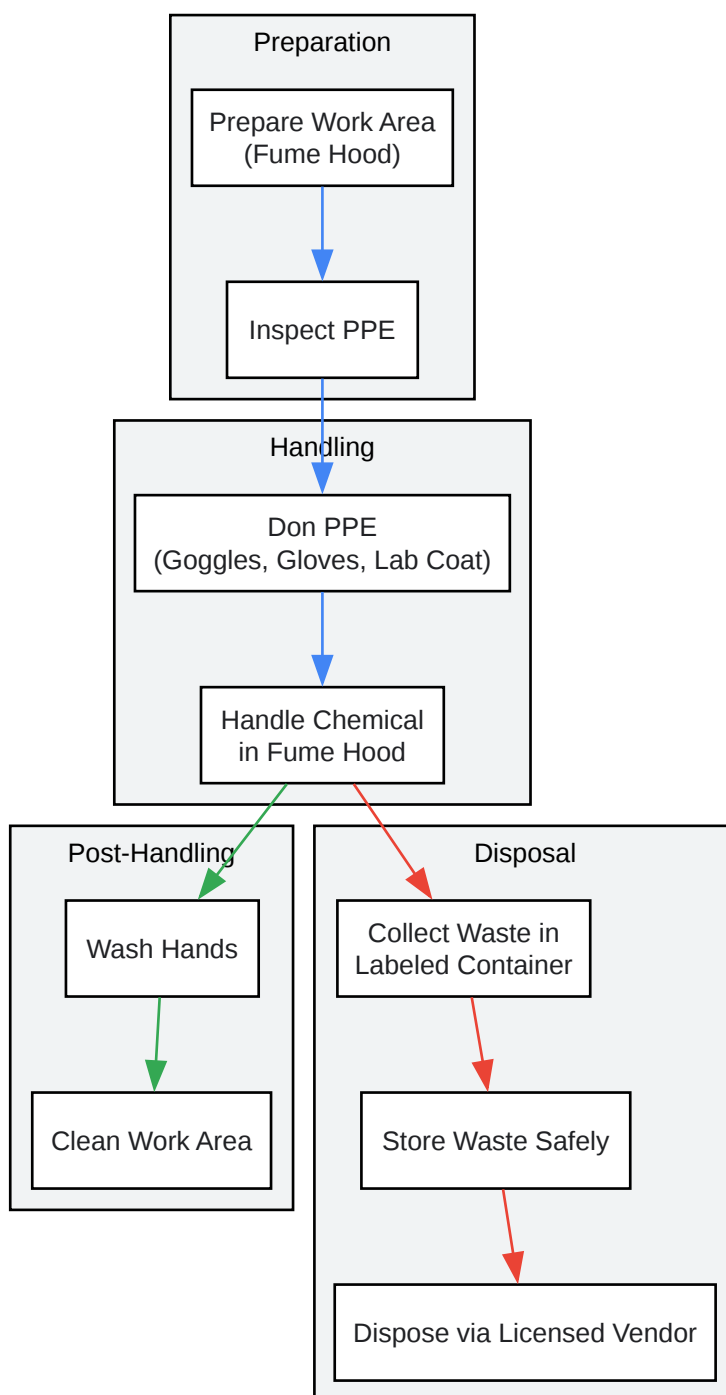 Preparation
Prepare Work Area
(Fume Hood)
Inspect PPE
Handling
Don PPE
(Goggles, Gloves, Lab Coat)
Handle Chemical
in Fume Hood
Post-Handling
Wash Hands
Clean Work Area
Disposal
Collect Waste in
Labeled Container
Store Waste Safely
Dispose via Licensed Vendor